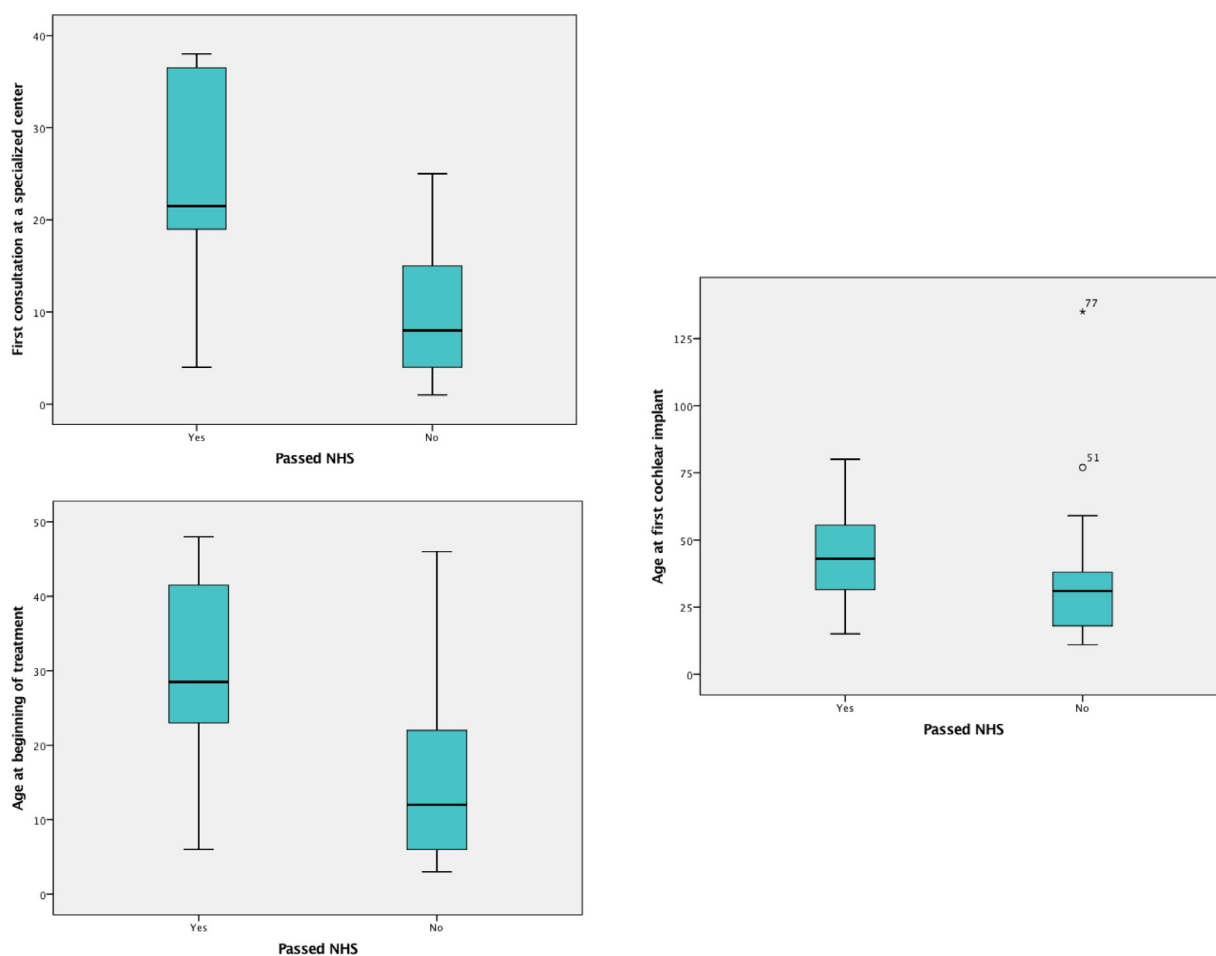 First consultation at a specialized center
40
30
20
10
0
Yes
No
Passed NHS
Age at beginning of treatment
50
40
30
20
10
0
Yes
No
Passed NHS
Age at first cochlear implant
125
100
75
50
25
0
77
51
Yes
No
Passed NHS